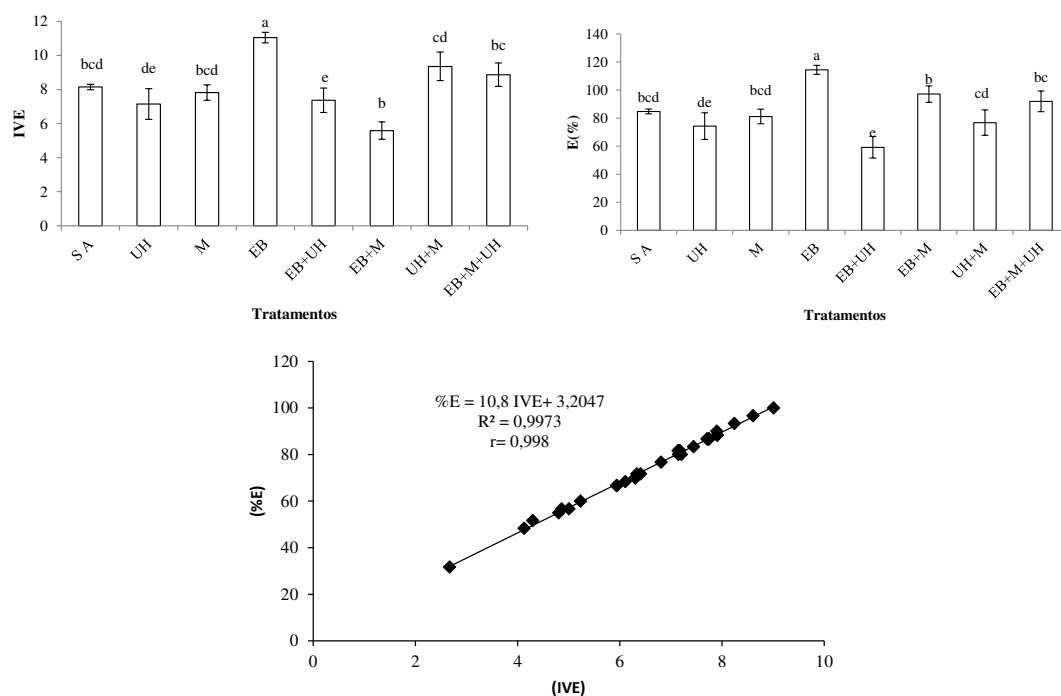 12
10
8
6
4
2
0
IVE
bcd
de
bcd
a
e
b
cd
bc
S A
UH
M
EB
EB+UH
EB+M
UH+M
EB+M+UH
Tratamentos
140
120
100
80
60
40
20
0
E(%)
bcd
de
bcd
a
e
b
cd
bc
S A
UH
M
EB
EB+UH
EB+M
UH+M
EB+M+UH
Tratamentos
120
100
80
60
40
20
0
(%E)
%E = 10,8 IVE+ 3,2047
R² = 0,9973
r= 0,998
0 2 4 6 8 10
(IVE)